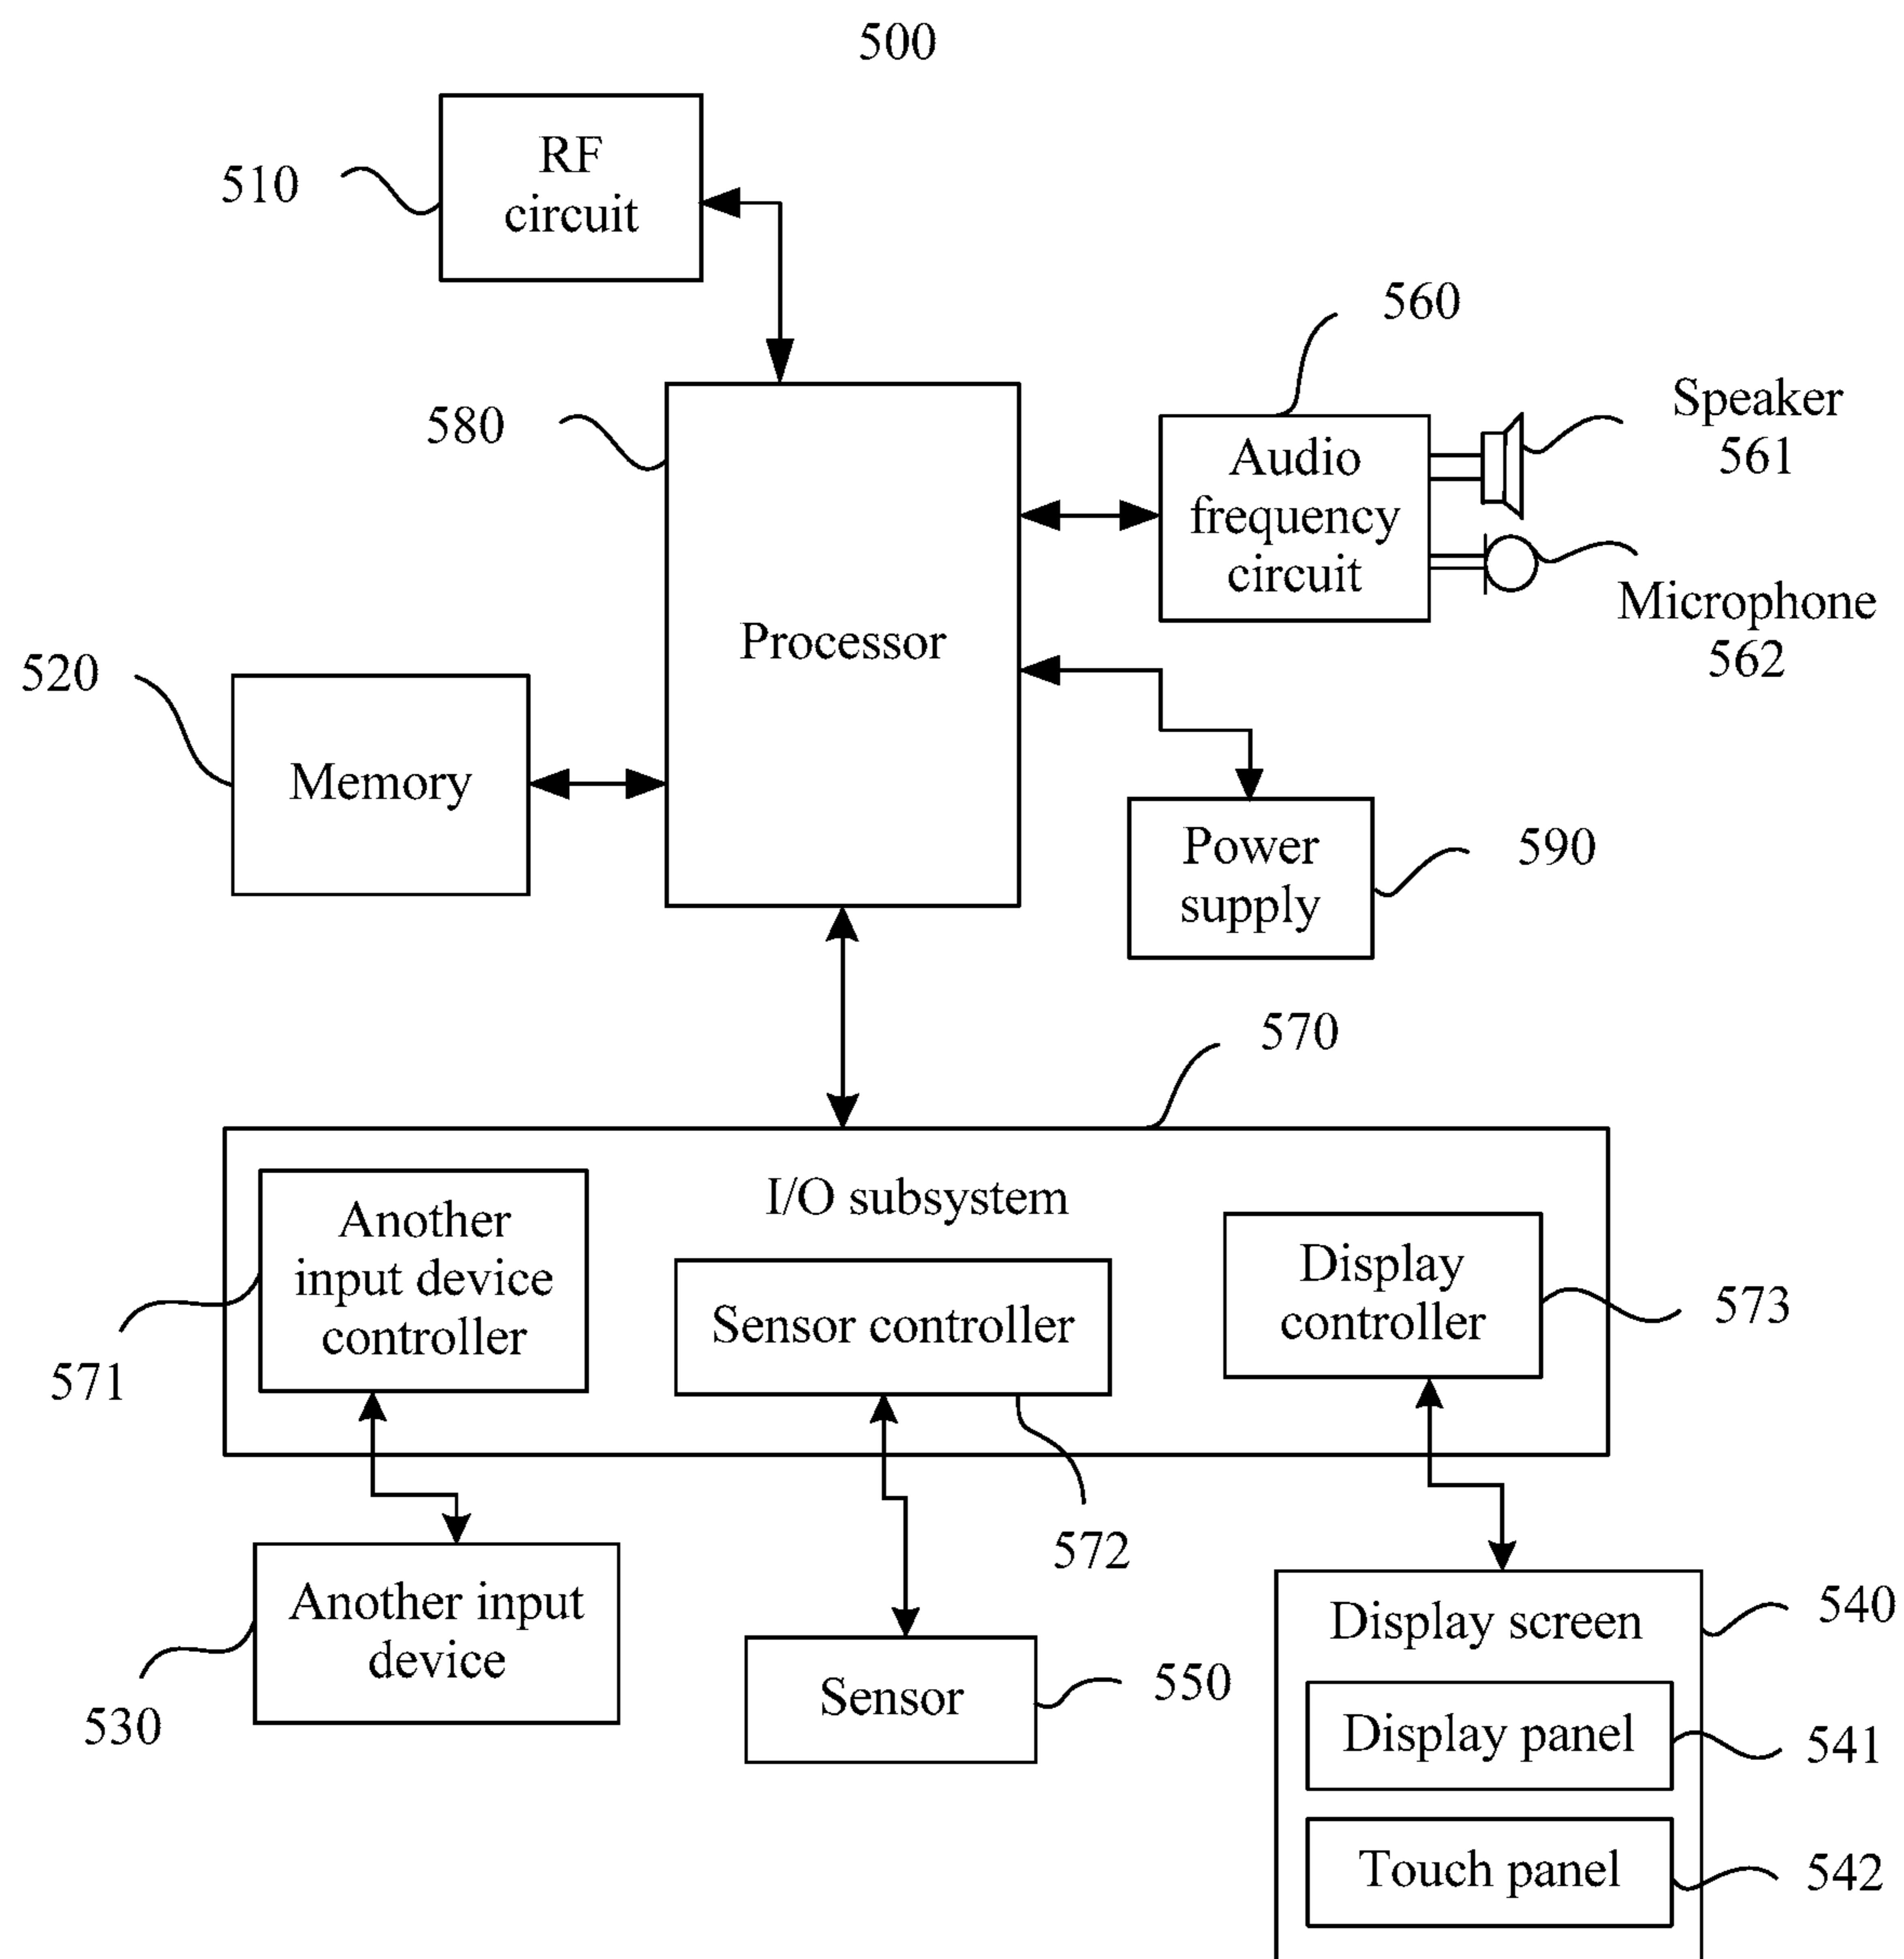 500
RF
circuit
510
560
580
Speaker
561
Audio
frequency
circuit
Microphone
562
Processor
520
Memory
Power
supply
590
570
I/O subsystem
Another
input device
controller
Sensor controller
Display
controller
573
571
572
Another input
device
530
Sensor
550
Display screen
540
Display panel
541
Touch panel
542